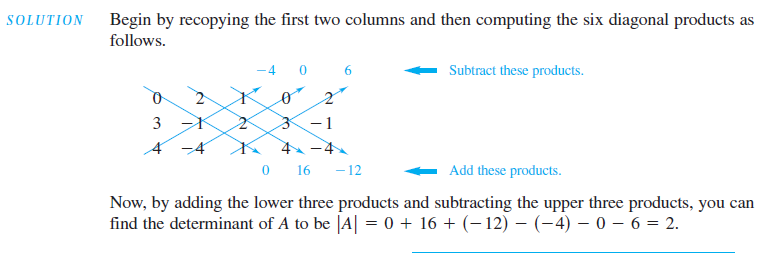 SOLUTION Begin by recopying the first two columns and then computing the six diagonal products as
follows.
−4 0 6 Subtract these products.
0 2 1 0 2
3 −1 2 3 −1
4 −4 1 4 −4
0 16 −12 Add these products.
Now, by adding the lower three products and subtracting the upper three products, you can
find the determinant of A to be |A| = 0 + 16 + (−12) − (−4) − 0 − 6 = 2.